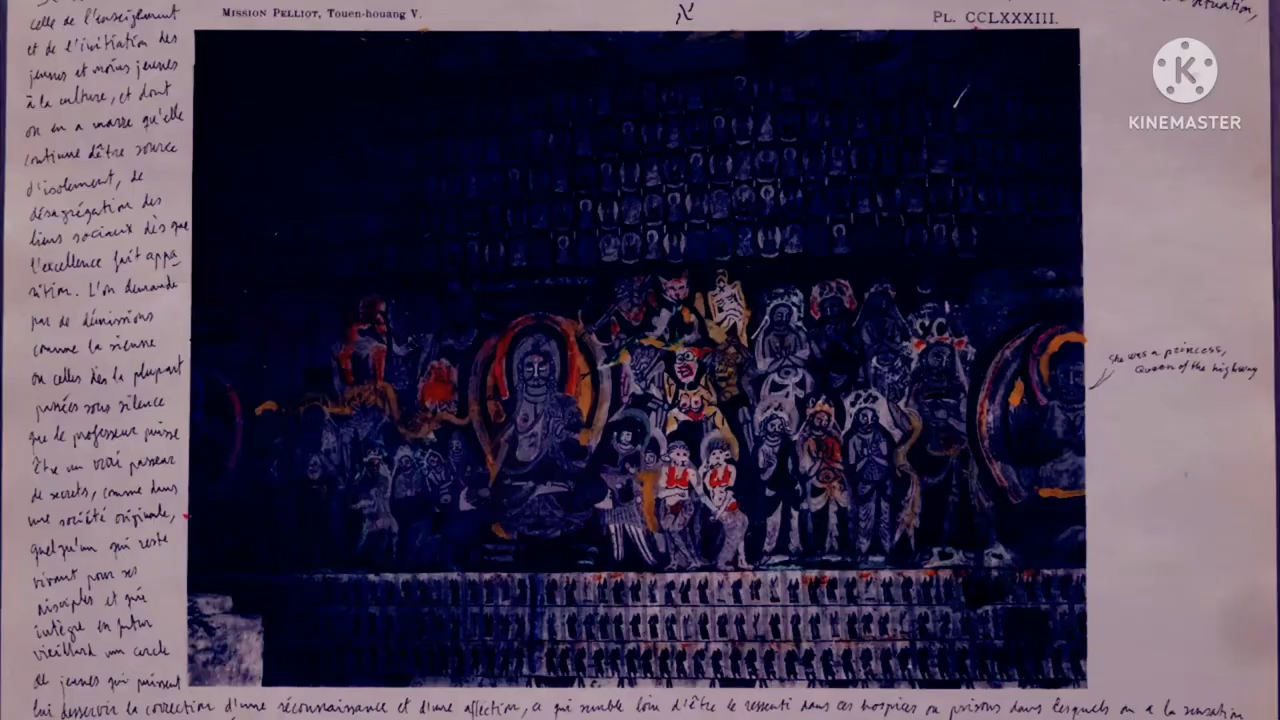 MISSION PELLIOT, Touen-houang V.
PL. CCLXXXIII.
situation,
KINEMASTER
celle de l'enseignement
et de l'initiation des
jeunes et moins jeunes
à la culture, et dont
on en a marre qu'elle
continue d'être source
d'isolement, de
désagrégation des
liens sociaux dès que
l'excellence fait appa
rition. L'on demande
par de démissions
comme la sienne
ou celles dès la plupart
passées sous silence
que le professeur puisse
être un vrai passeur
de secrets, comme dans
une société originale,
quelqu'un qui reste
vivant pour ses
disciples et qui
intègre en futur
vieillard un cercle
de jeunes qui puissent
She was a princess,
Queen of the highway
lui desservir la correction d'une réconnaissance et d'une affection, ce qui semble loin d'être le ressenti dans ces hospices ou prisons dans lesquels on a la sensation